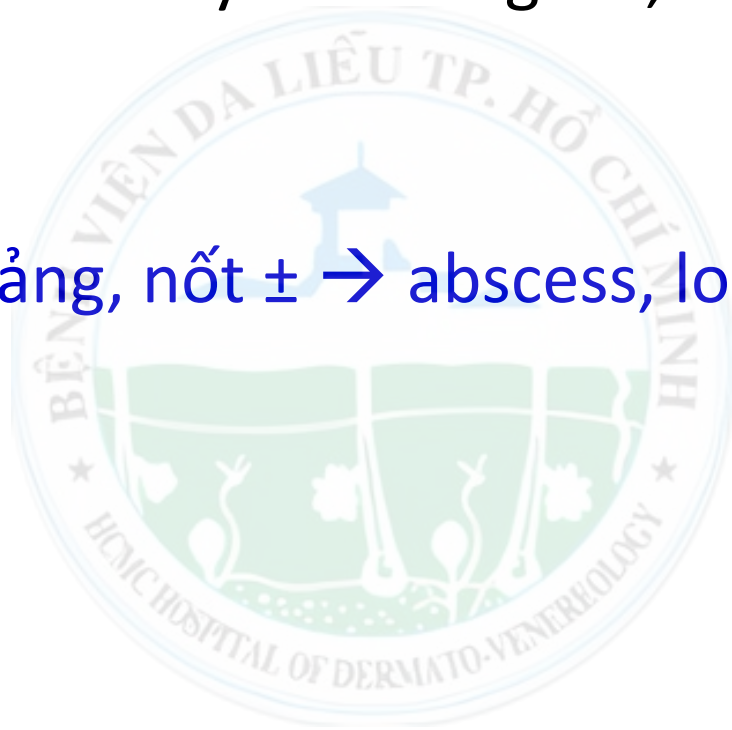 BỆNH VIỆN DA LIỄU TP. HỒ CHÍ MINH
ảng, nốt ± → abscess, lo
HCMC HOSPITAL OF DERMATO-VENEREOLOGY